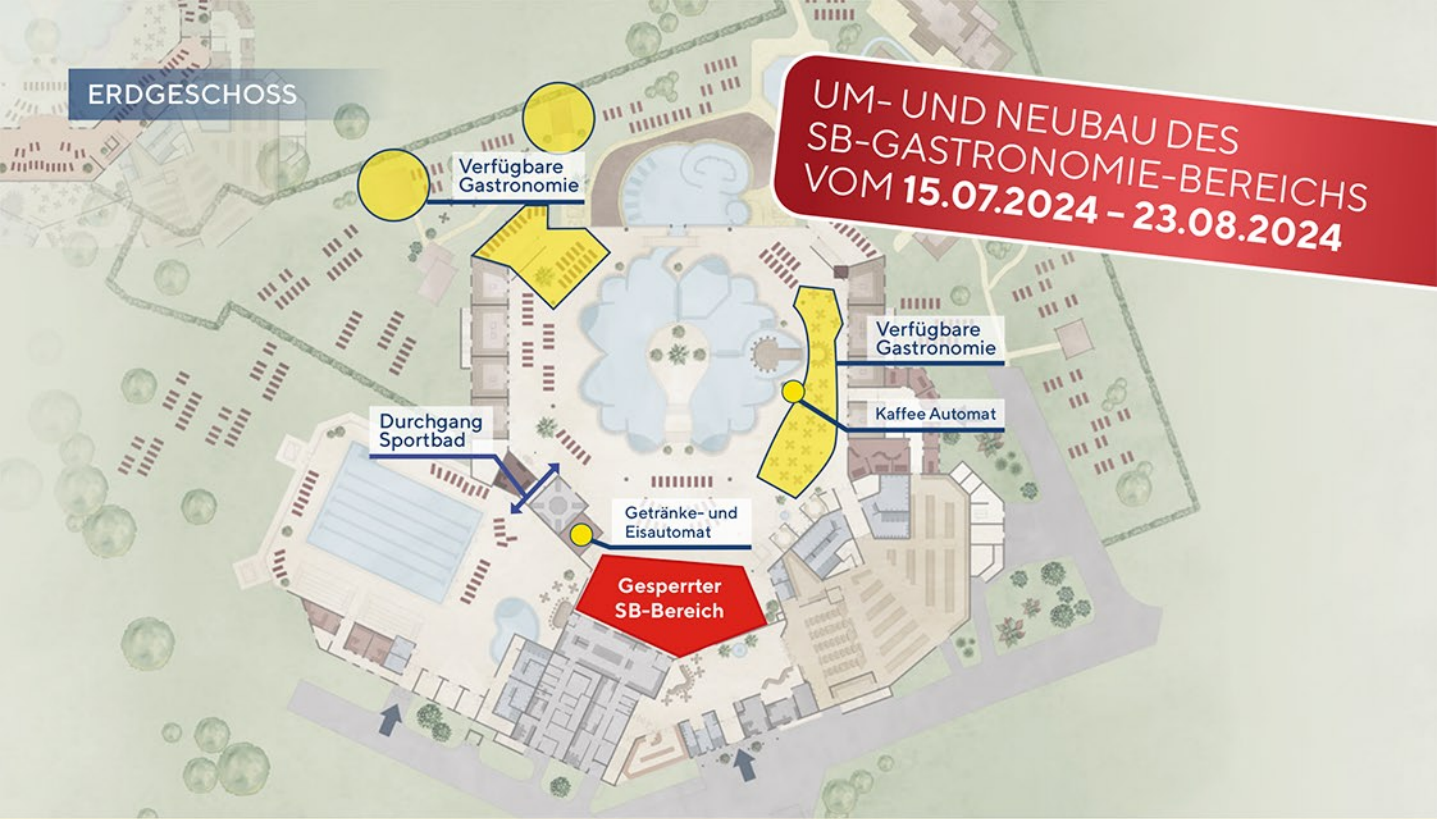 ERDGESCHOSS
UM- UND NEUBAU DES
SB-GASTRONOMIE-BEREICHS
VOM 15.07.2024 – 23.08.2024
Verfügbare
Gastronomie
Verfügbare
Gastronomie
Kaffee Automat
Durchgang
Sportbad
Getränke- und
Eisautomat
Gesperrter
SB-Bereich